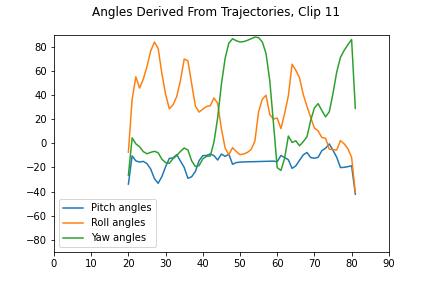 Angles Derived From Trajectories, Clip 11
80
60
40
20
0
−20
−40
−60
−80
Pitch angles
Roll angles
Yaw angles
0 10 20 30 40 50 60 70 80 90